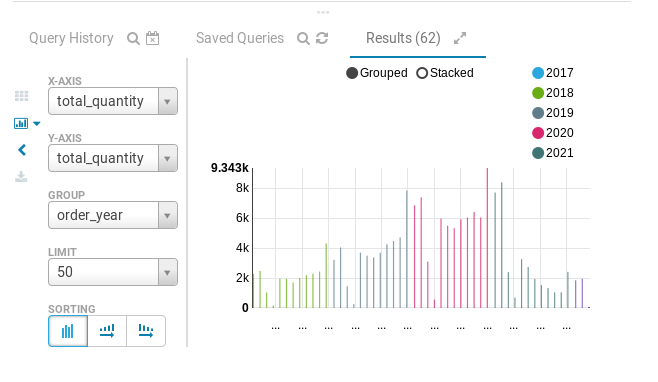 Query History
Saved Queries
Results (62)
X-AXIS
total_quantity
Y-AXIS
total_quantity
GROUP
order_year
LIMIT
50
SORTING
Grouped
Stacked
2017
2018
2019
2020
2021
9.343k
8k
6k
4k
2k
0
... ... ... ... ... ... ... ... ... ... ... ...